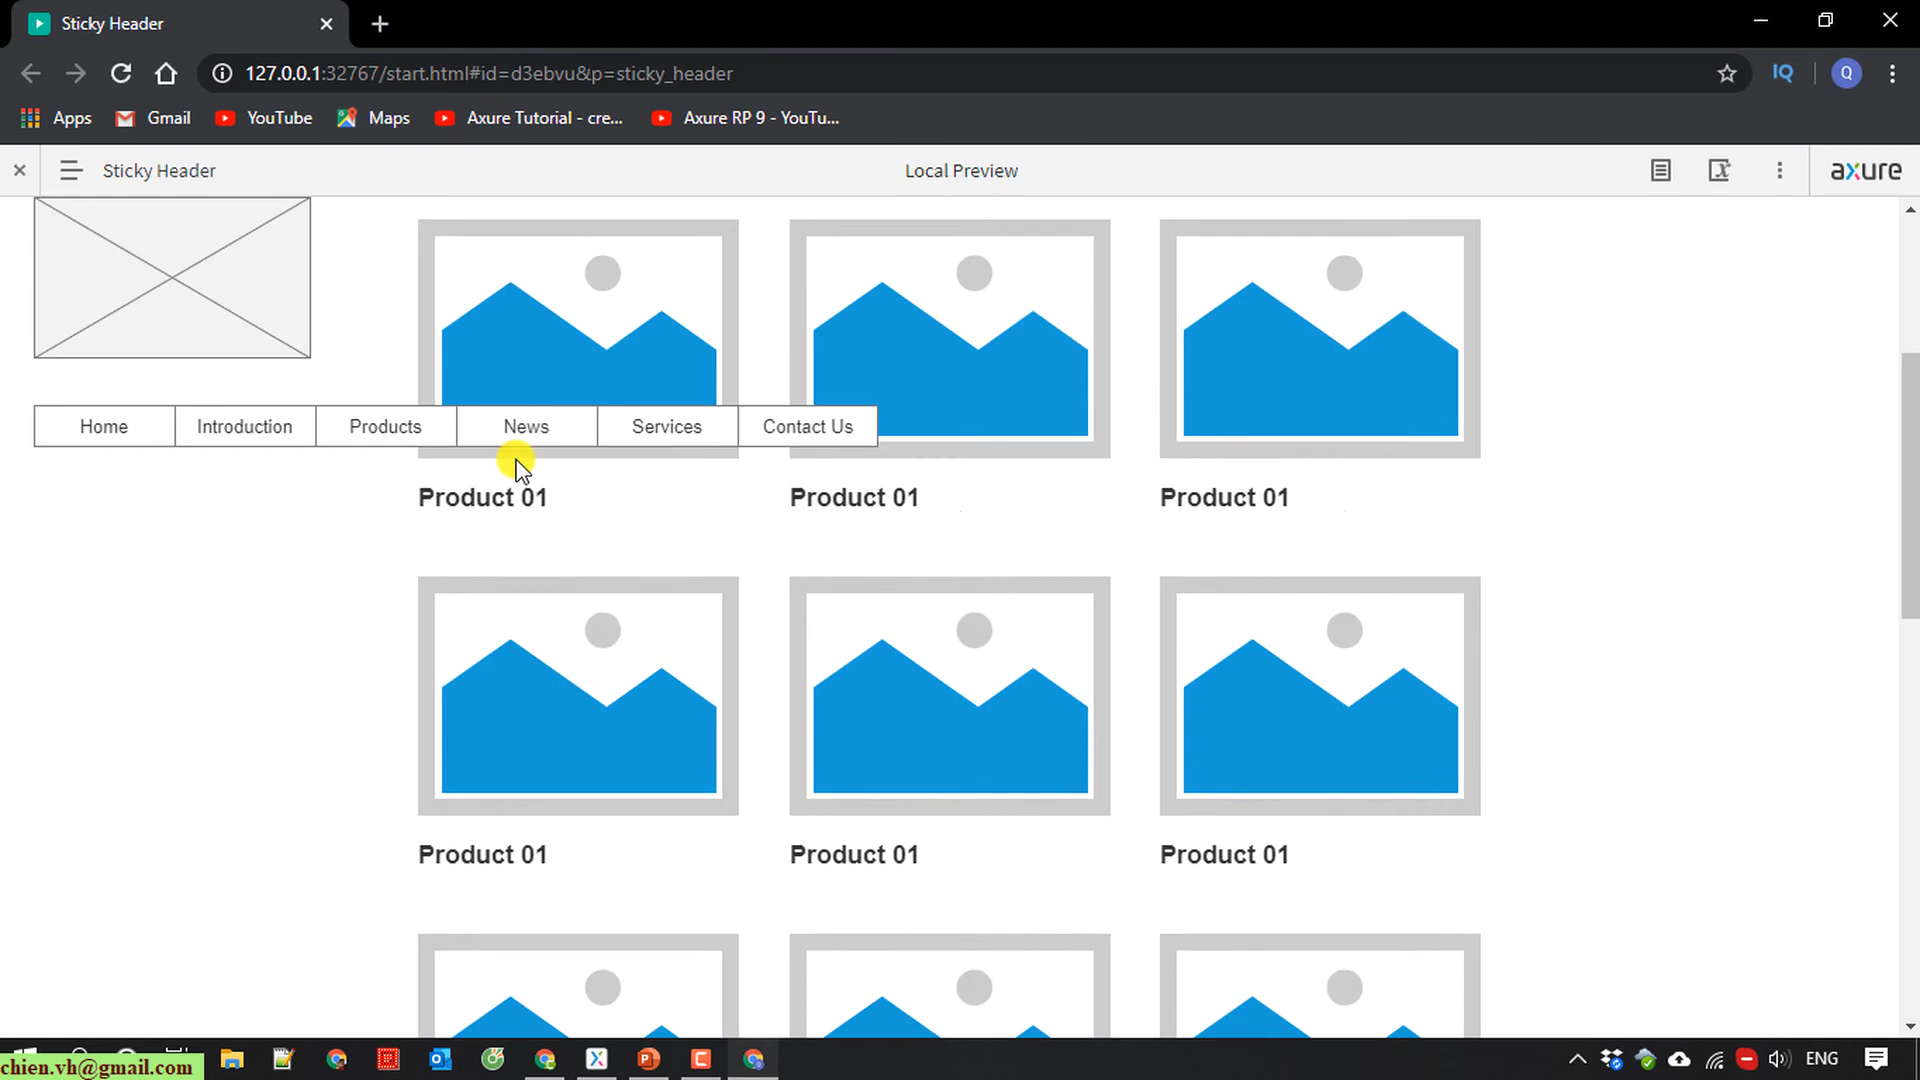 Sticky Header
127.0.0.1:32767/start.html#id=d3ebvu&p=sticky_header
Q
Apps
Gmail
YouTube
Maps
Axure Tutorial - cre...
Axure RP 9 - YouTu...
Sticky Header
Local Preview
axure
Home
Introduction
Products
News
Services
Contact Us
Product 01
Product 01
Product 01
Product 01
Product 01
Product 01
chien.vh@gmail.com
ENG